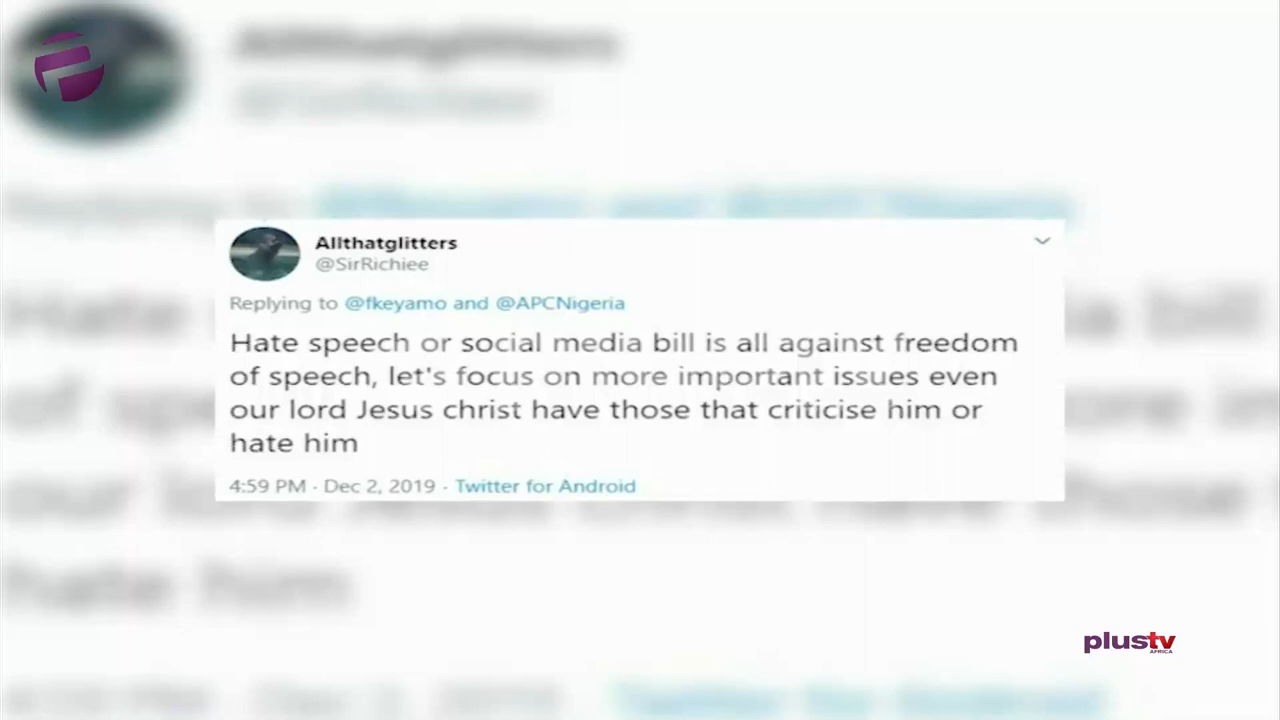 Allthatglitters
@SirRichiee
Replying to @fkeyamo and @APCNigeria
Hate speech or social media bill is all against freedom
of speech, let's focus on more important issues even
our lord Jesus christ have those that criticise him or
hate him
4:59 PM · Dec 2, 2019 · Twitter for Android
plustv
AFRICA